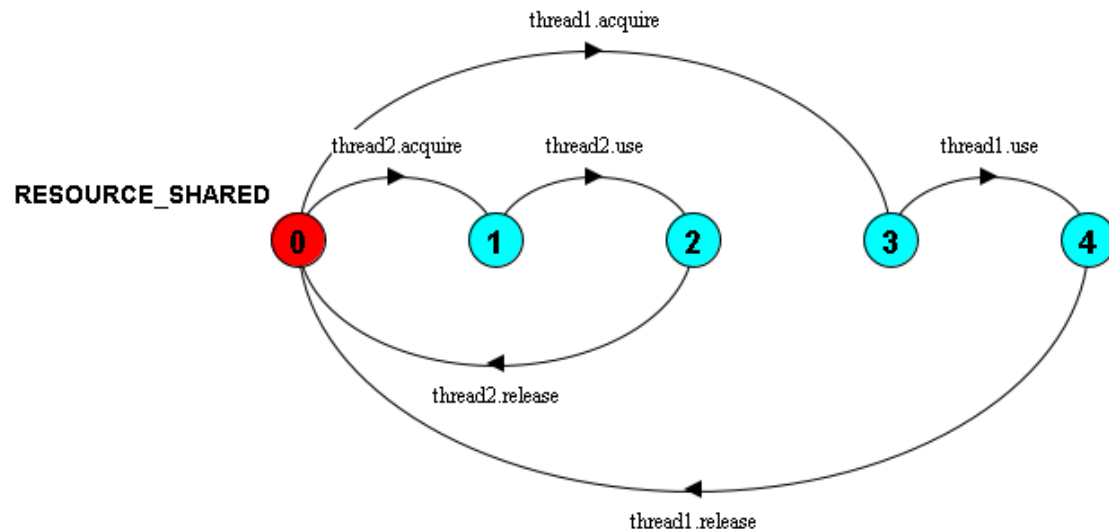 thread1.acquire
thread2.acquire
thread2.use
thread1.use
RESOURCE_SHARED
0
1
2
3
4
thread2.release
thread1.release